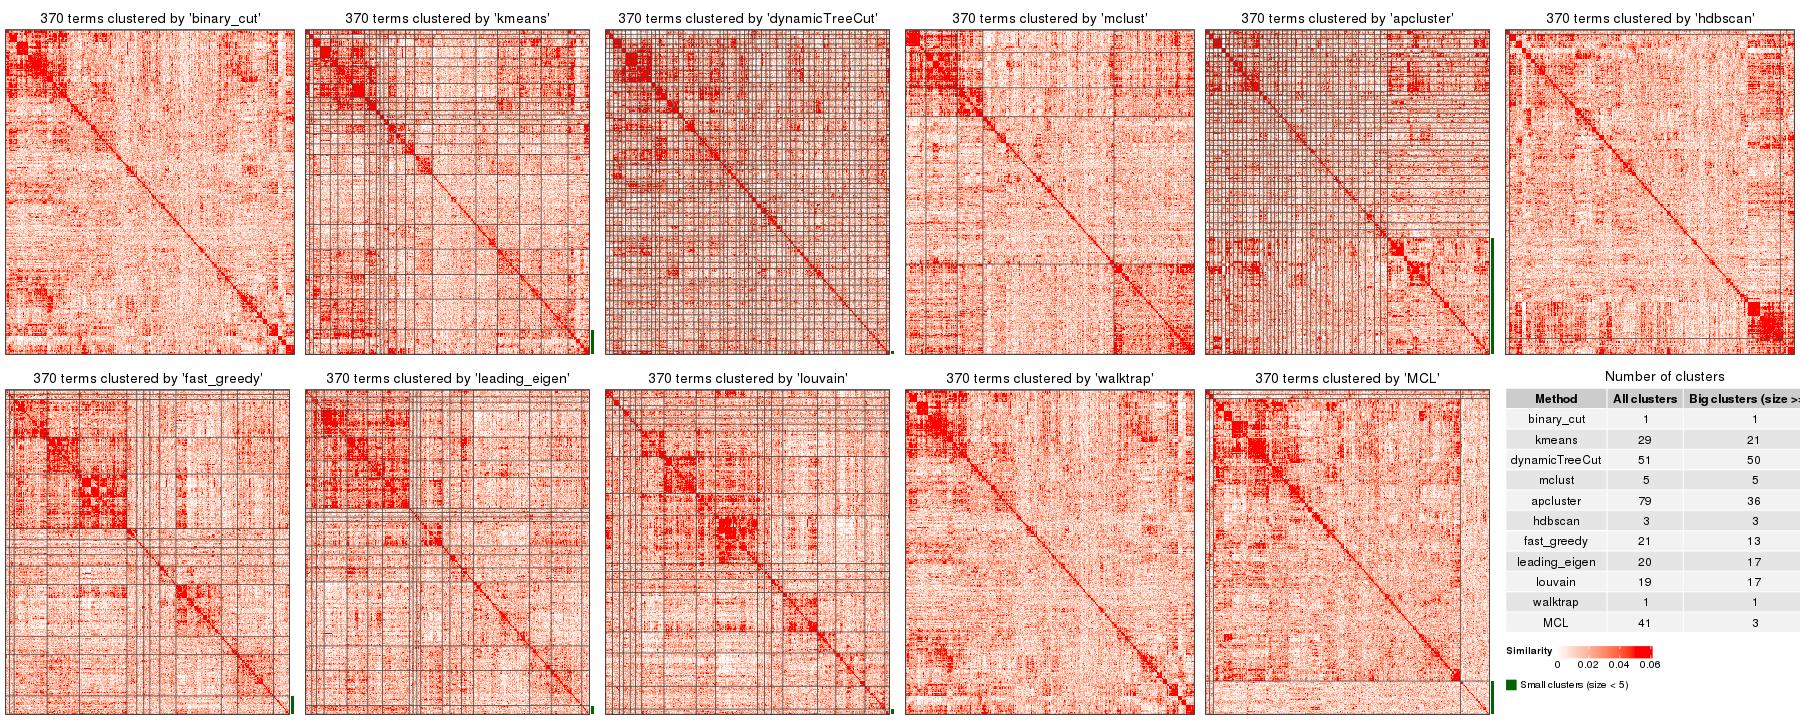 370 terms clustered by 'binary_cut'
370 terms clustered by 'kmeans'
370 terms clustered by 'dynamicTreeCut'
370 terms clustered by 'mclust'
370 terms clustered by 'apcluster'
370 terms clustered by 'hdbscan'
370 terms clustered by 'fast_greedy'
370 terms clustered by 'leading_eigen'
370 terms clustered by 'louvain'
370 terms clustered by 'walktrap'
370 terms clustered by 'MCL'
Number of clusters
Method All clusters Big clusters (size >=
binary_cut 1 1
kmeans 29 21
dynamicTreeCut 51 50
mclust 5 5
apcluster 79 36
hdbscan 3 3
fast_greedy 21 13
leading_eigen 20 17
louvain 19 17
walktrap 1 1
MCL 41 3
Similarity
0 0.02 0.04 0.06
Small clusters (size < 5)